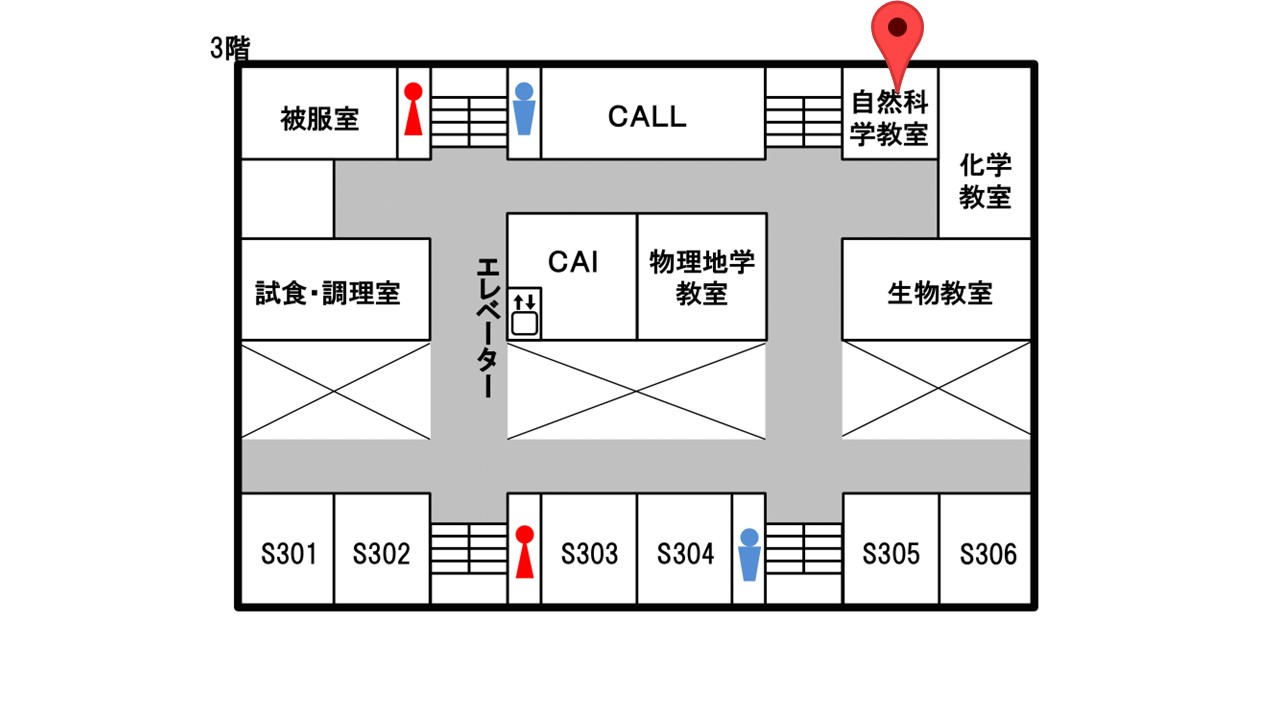 3階
被服室
CALL
自然科
学教室
化学
教室
CAI
物理地学
教室
試食・調理室
エレベーター
生物教室
S301
S302
S303
S304
S305
S306